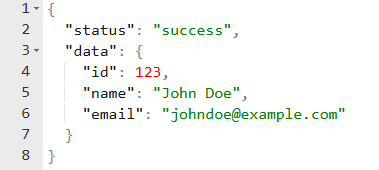 1 {
2   "status": "success",
3   "data": {
4     "id": 123,
5     "name": "John Doe",
6     "email": "johndoe@example.com"
7   }
8 }